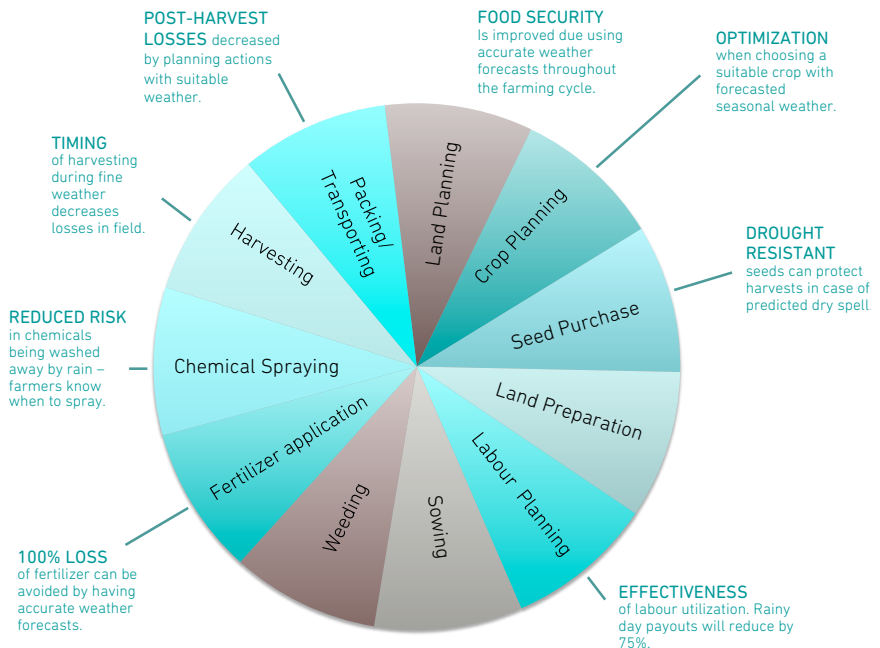 POST-HARVEST
LOSSES decreased
by planning actions
with suitable
weather.
FOOD SECURITY
Is improved due using
accurate weather
forecasts throughout
the farming cycle.
OPTIMIZATION
when choosing a
suitable crop with
forecasted
seasonal weather.
TIMING
of harvesting
during fine
weather
decreases
losses in field.
DROUGHT
RESISTANT
seeds can protect
harvests in case of
predicted dry spell
REDUCED RISK
in chemicals
being washed
away by rain –
farmers know
when to spray.
100% LOSS
of fertilizer can be
avoided by having
accurate weather
forecasts.
EFFECTIVENESS
of labour utilization. Rainy
day payouts will reduce by
75%.
Land Planning
Crop Planning
Seed Purchase
Land Preparation
Labour Planning
Sowing
Weeding
Fertilizer application
Chemical Spraying
Harvesting
Packing/
Transporting